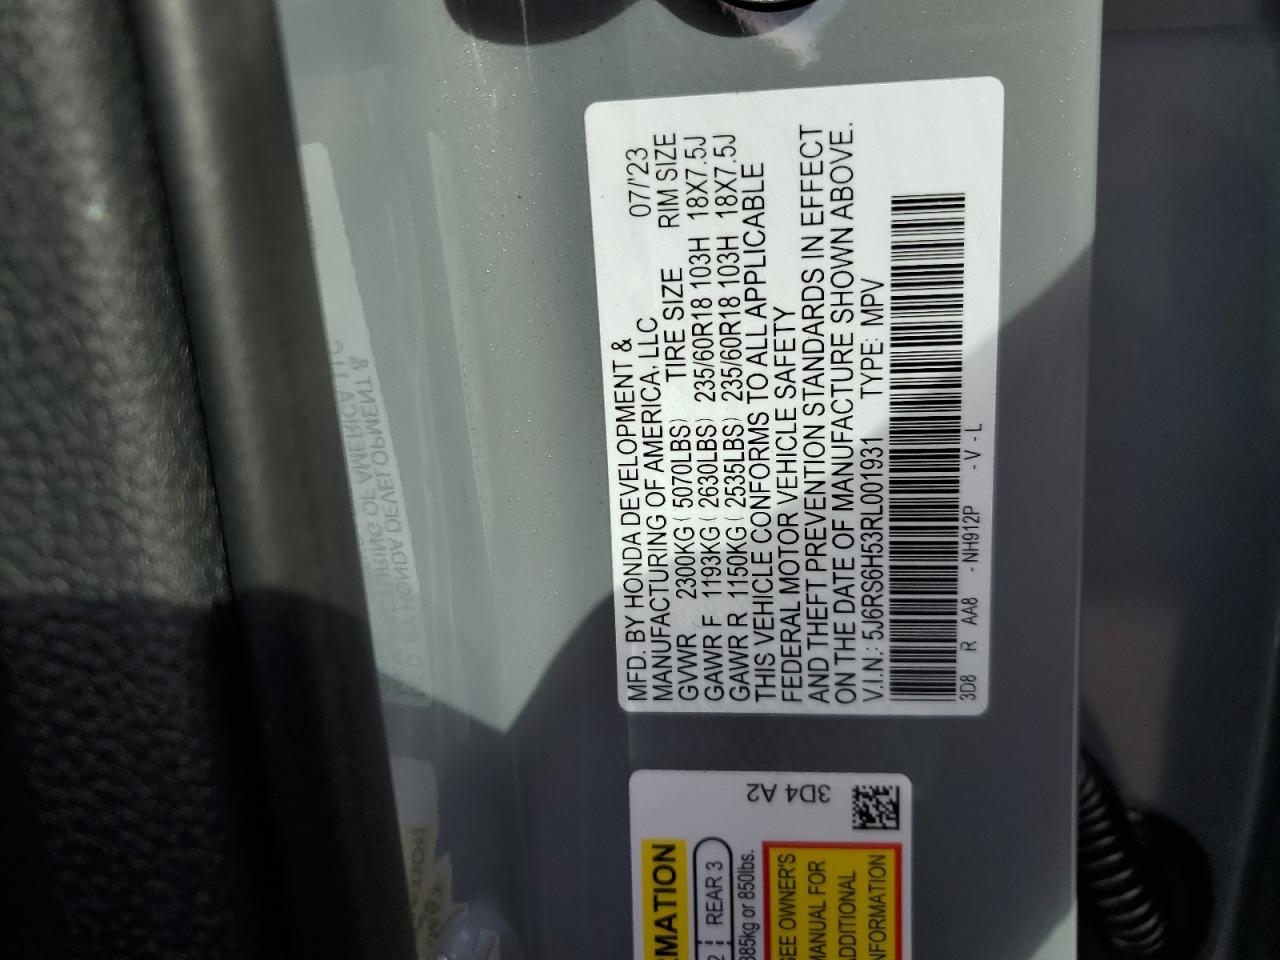 MFD. BY HONDA DEVELOPMENT &
MANUFACTURING OF AMERICA, LLC 07/'23
GVWR 2300KG ( 5070LBS) TIRE SIZE RIM SIZE
GAWR F 1193KG ( 2630LBS) 235/60R18 103H 18X7.5J
GAWR R 1150KG ( 2535LBS) 235/60R18 103H 18X7.5J
THIS VEHICLE CONFORMS TO ALL APPLICABLE
FEDERAL MOTOR VEHICLE SAFETY
AND THEFT PREVENTION STANDARDS IN EFFECT
ON THE DATE OF MANUFACTURE SHOWN ABOVE.
V.I.N.: 5J6RS6H53RL001931 TYPE: MPV
3D8 R AA8 - NH912P - V - L
3D4 A2
RMATION
2 REAR 3
385kg or 850lbs.
SEE OWNER'S
MANUAL FOR
ADDITIONAL
INFORMATION